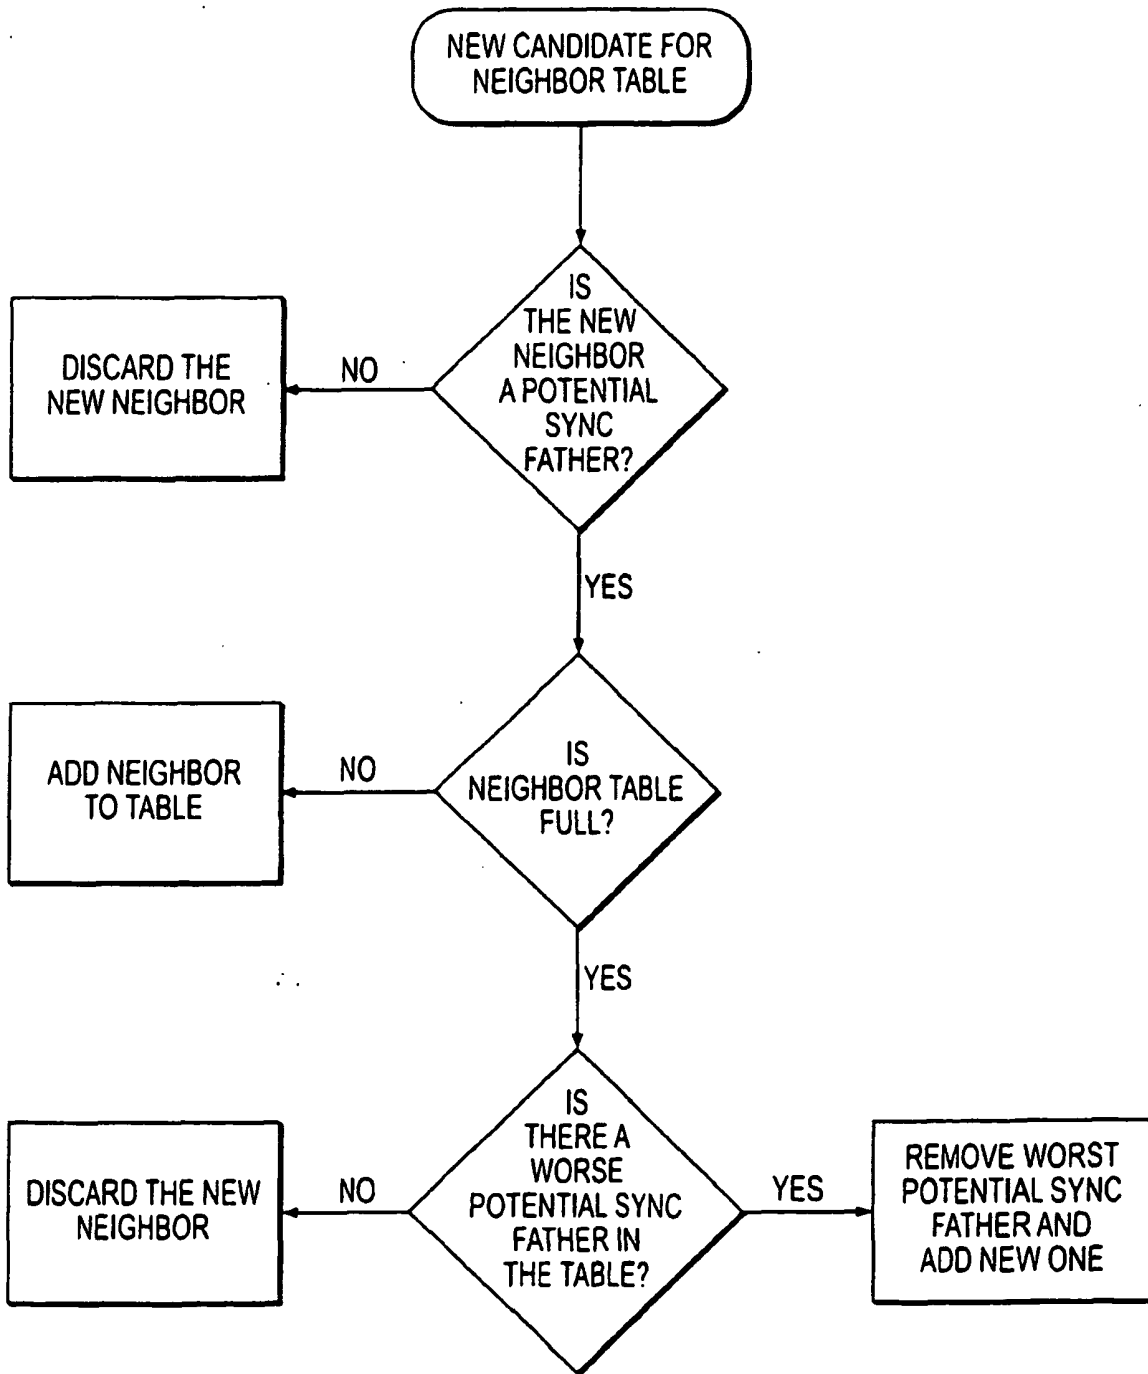 NEW CANDIDATE FOR
NEIGHBOR TABLE
IS
THE NEW
NEIGHBOR
A POTENTIAL
SYNC
FATHER?
NO
DISCARD THE
NEW NEIGHBOR
YES
IS
NEIGHBOR TABLE
FULL?
NO
ADD NEIGHBOR
TO TABLE
YES
IS
THERE A
WORSE
POTENTIAL SYNC
FATHER IN
THE TABLE?
NO
DISCARD THE NEW
NEIGHBOR
YES
REMOVE WORST
POTENTIAL SYNC
FATHER AND
ADD NEW ONE